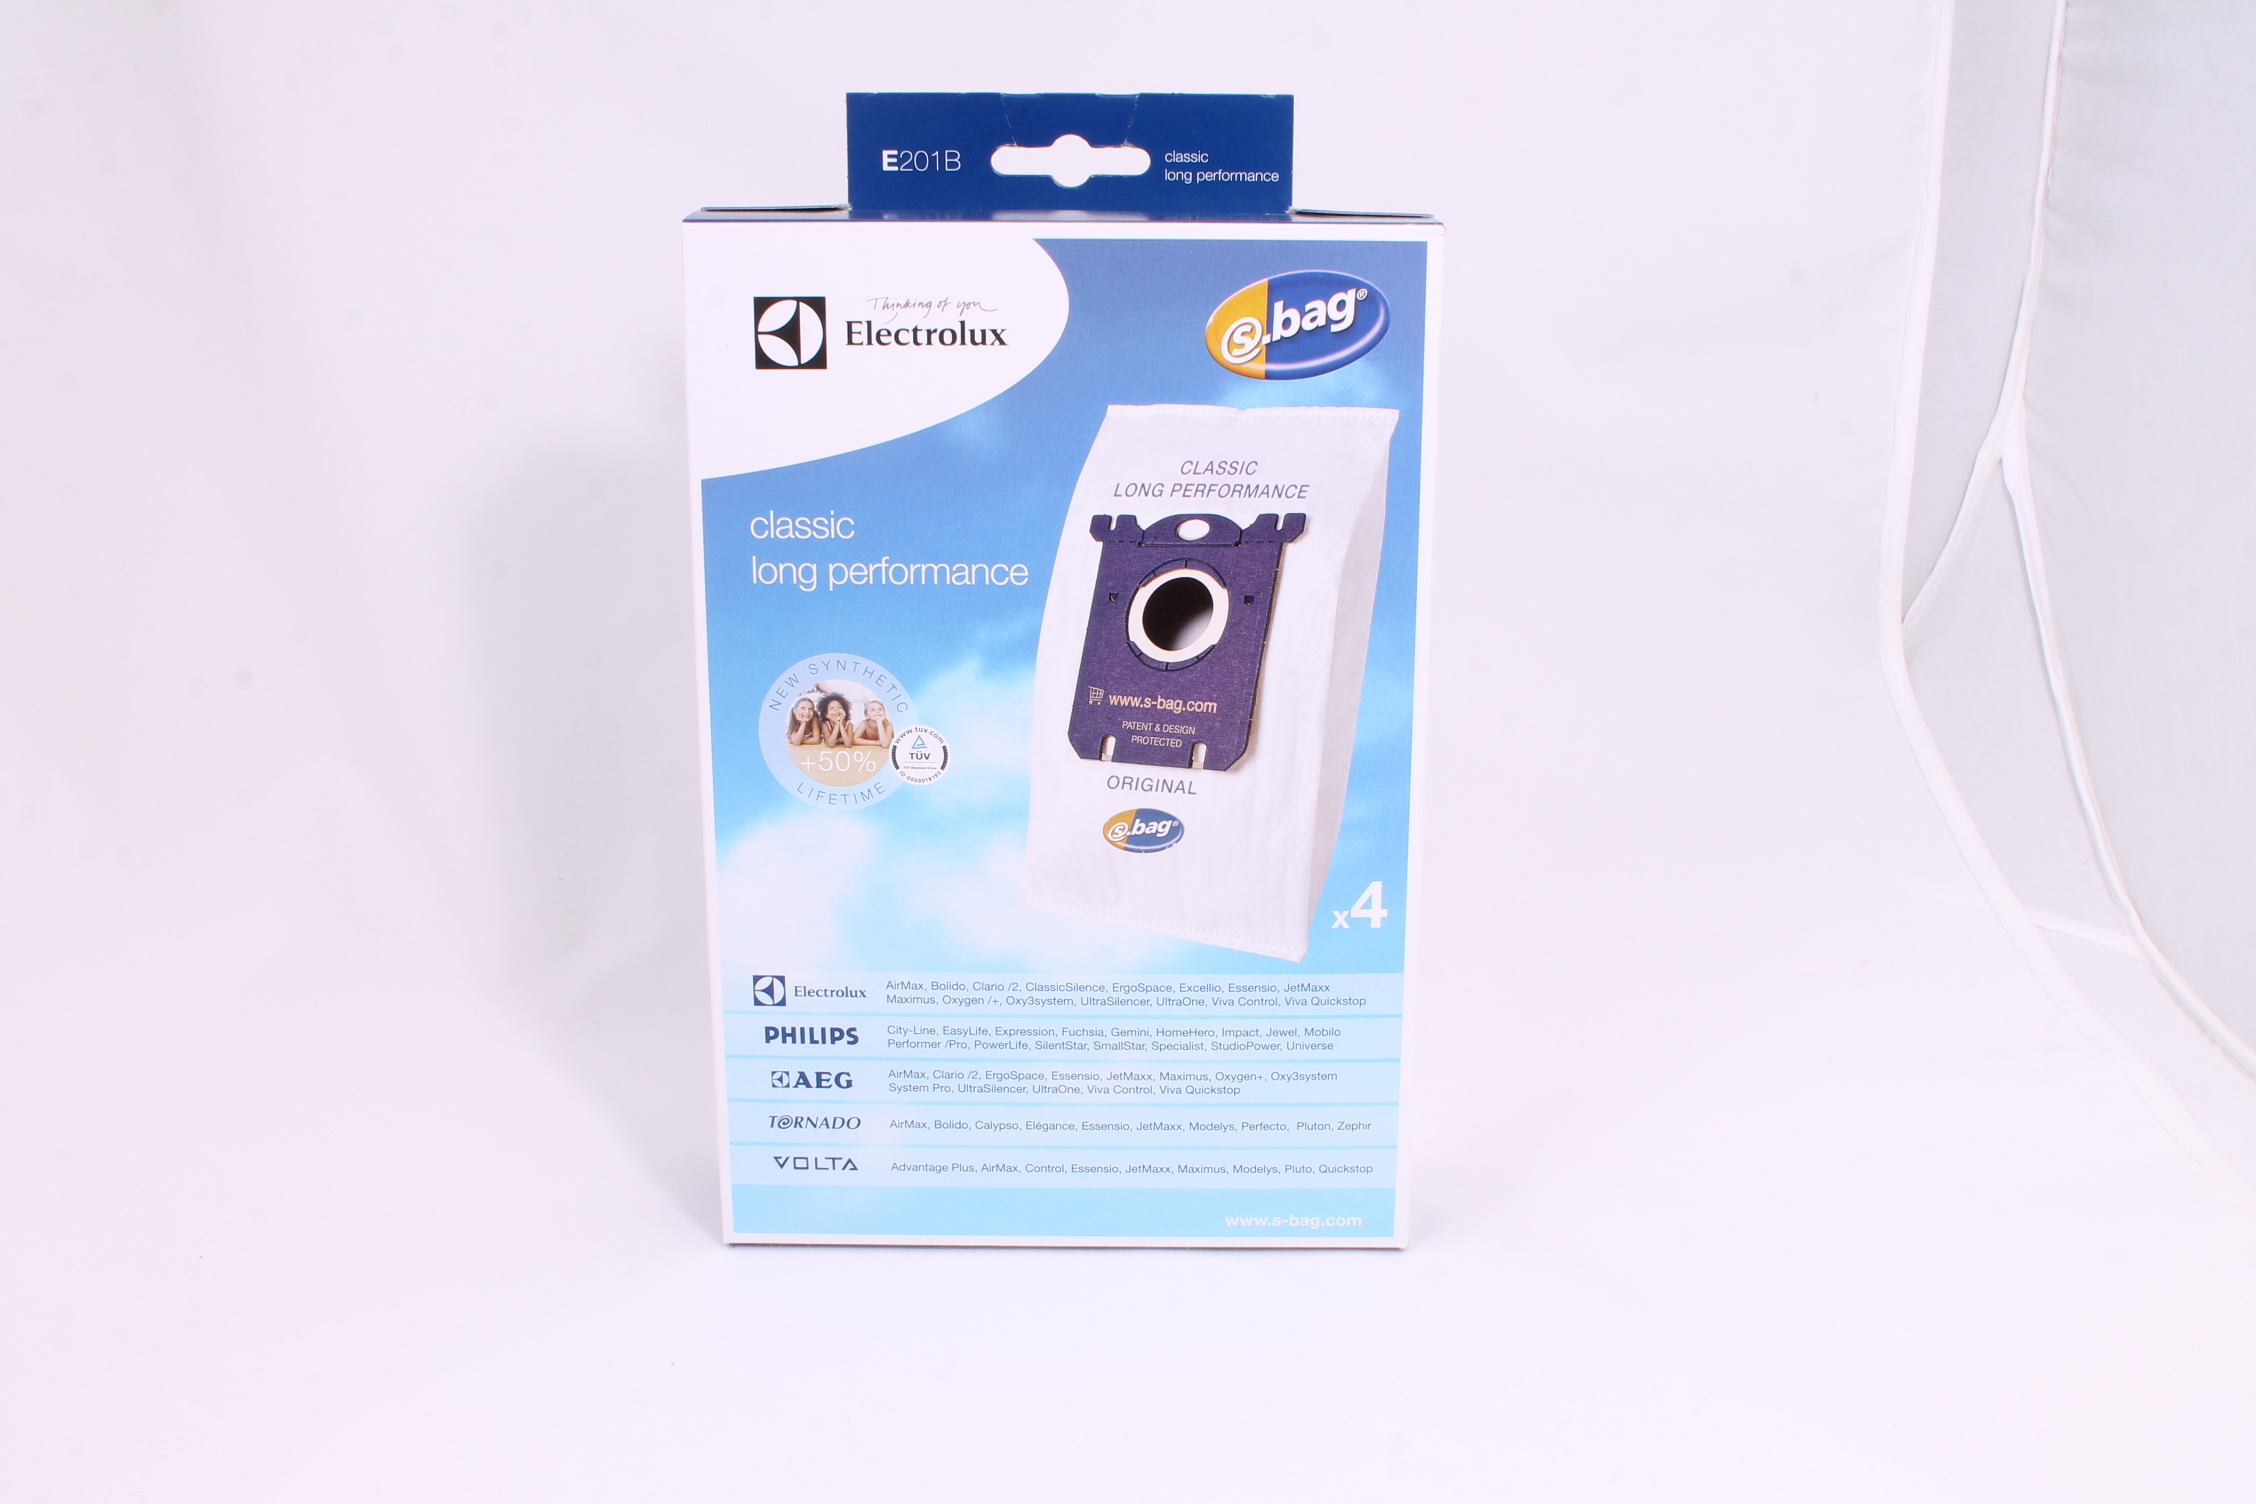 E201B
classic
long performance
Thinking of you
Electrolux
s.bag®
classic
long performance
NEW SYNTHETIC
+50%
LIFETIME
www.tuv.com
TÜV
CLASSIC
LONG PERFORMANCE
www.s-bag.com
PATENT & DESIGN
PROTECTED
ORIGINAL
s.bag®
x4
Electrolux
AirMax, Bolido, Clario /2, ClassicSilence, ErgoSpace, Excellio, Essensio, JetMaxx
Maximus, Oxygen /+, Oxy3system, UltraSilencer, UltraOne, Viva Control, Viva Quickstop
PHILIPS
City-Line, EasyLife, Expression, Fuchsia, Gemini, HomeHero, Impact, Jewel, Mobilo
Performer /Pro, PowerLife, SilentStar, SmallStar, Specialist, StudioPower, Universe
AEG
AirMax, Clario /2, ErgoSpace, Essensio, JetMaxx, Maximus, Oxygen+, Oxy3system
System Pro, UltraSilencer, UltraOne, Viva Control, Viva Quickstop
TORNADO
AirMax, Bolido, Calypso, Elégance, Essensio, JetMaxx, Modelys, Perfecto, Pluton, Zephir
VOLTA
Advantage Plus, AirMax, Control, Essensio, JetMaxx, Maximus, Modelys, Pluto, Quickstop
www.s-bag.com